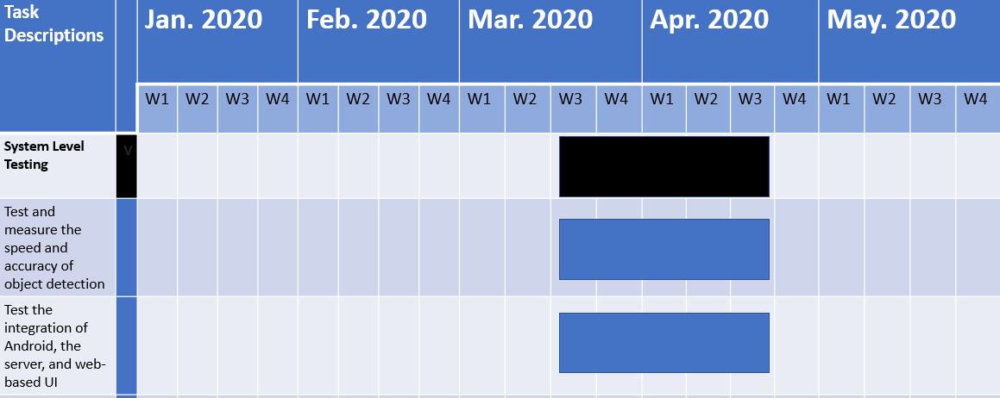 Task
Descriptions
Jan. 2020 Feb. 2020 Mar. 2020 Apr. 2020 May. 2020
W1 W2 W3 W4 W1 W2 W3 W4 W1 W2 W3 W4 W1 W2 W3 W4 W1 W2 W3 W4
System Level
Testing
V
Test and
measure the
speed and
accuracy of
object detection
Test the
integration of
Android, the
server, and web-
based UI